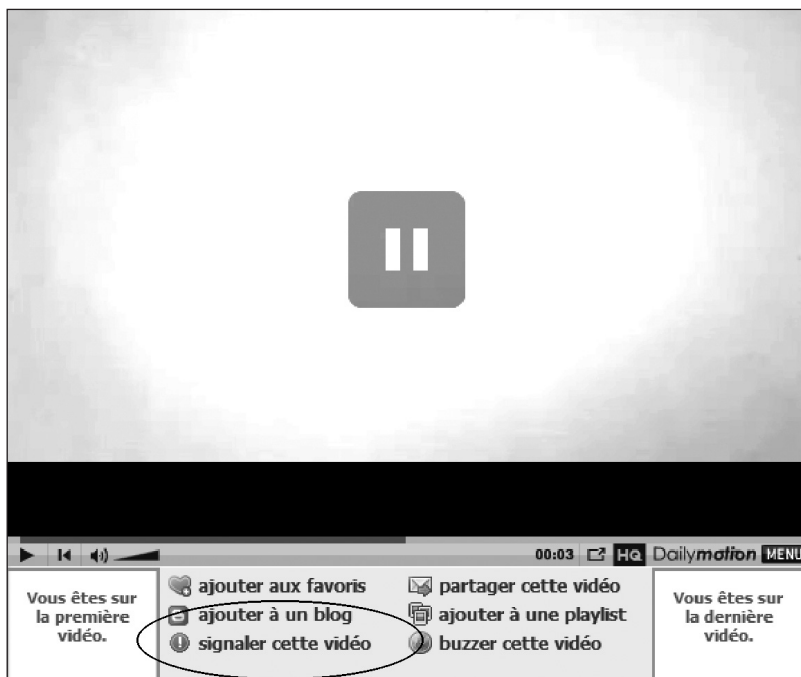 00:03 HQ Dailymotion MENU
Vous êtes sur
la première
vidéo.
ajouter aux favoris
ajouter à un blog
signaler cette vidéo
partager cette vidéo
ajouter à une playlist
buzzer cette vidéo
Vous êtes sur
la dernière
vidéo.